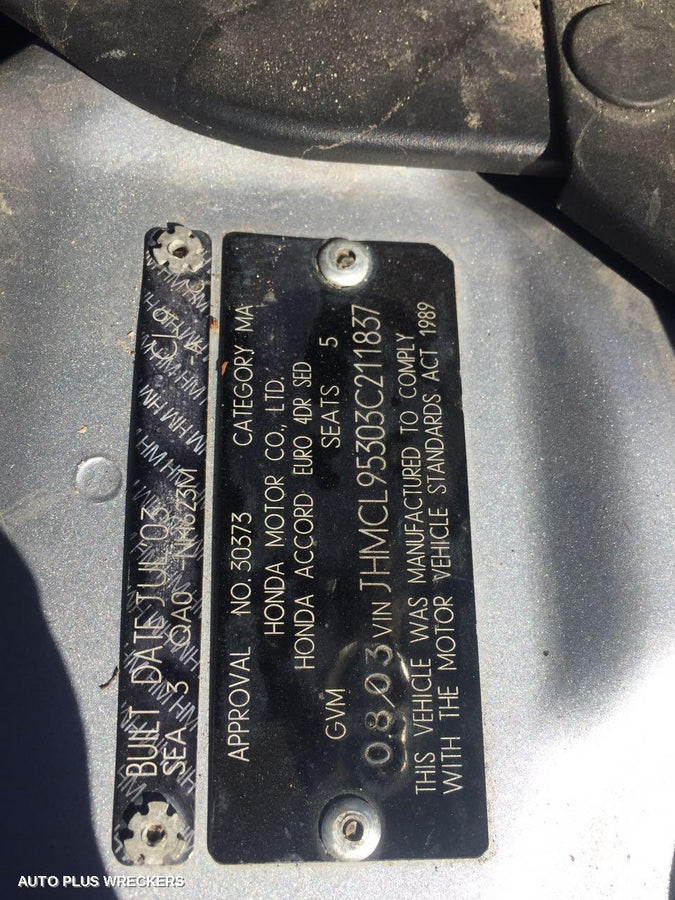 BUILT DATE JUL'03 CL9
SEA 3 QA0 NH623M A
APPROVAL NO. 30373 CATEGORY MA
HONDA MOTOR CO., LTD.
HONDA ACCORD EURO 4DR SED
GVM SEATS 5
08/03 VIN JHMCL95303C211837
THIS VEHICLE WAS MANUFACTURED TO COMPLY
WITH THE MOTOR VEHICLE STANDARDS ACT 1989
AUTO PLUS WRECKERS